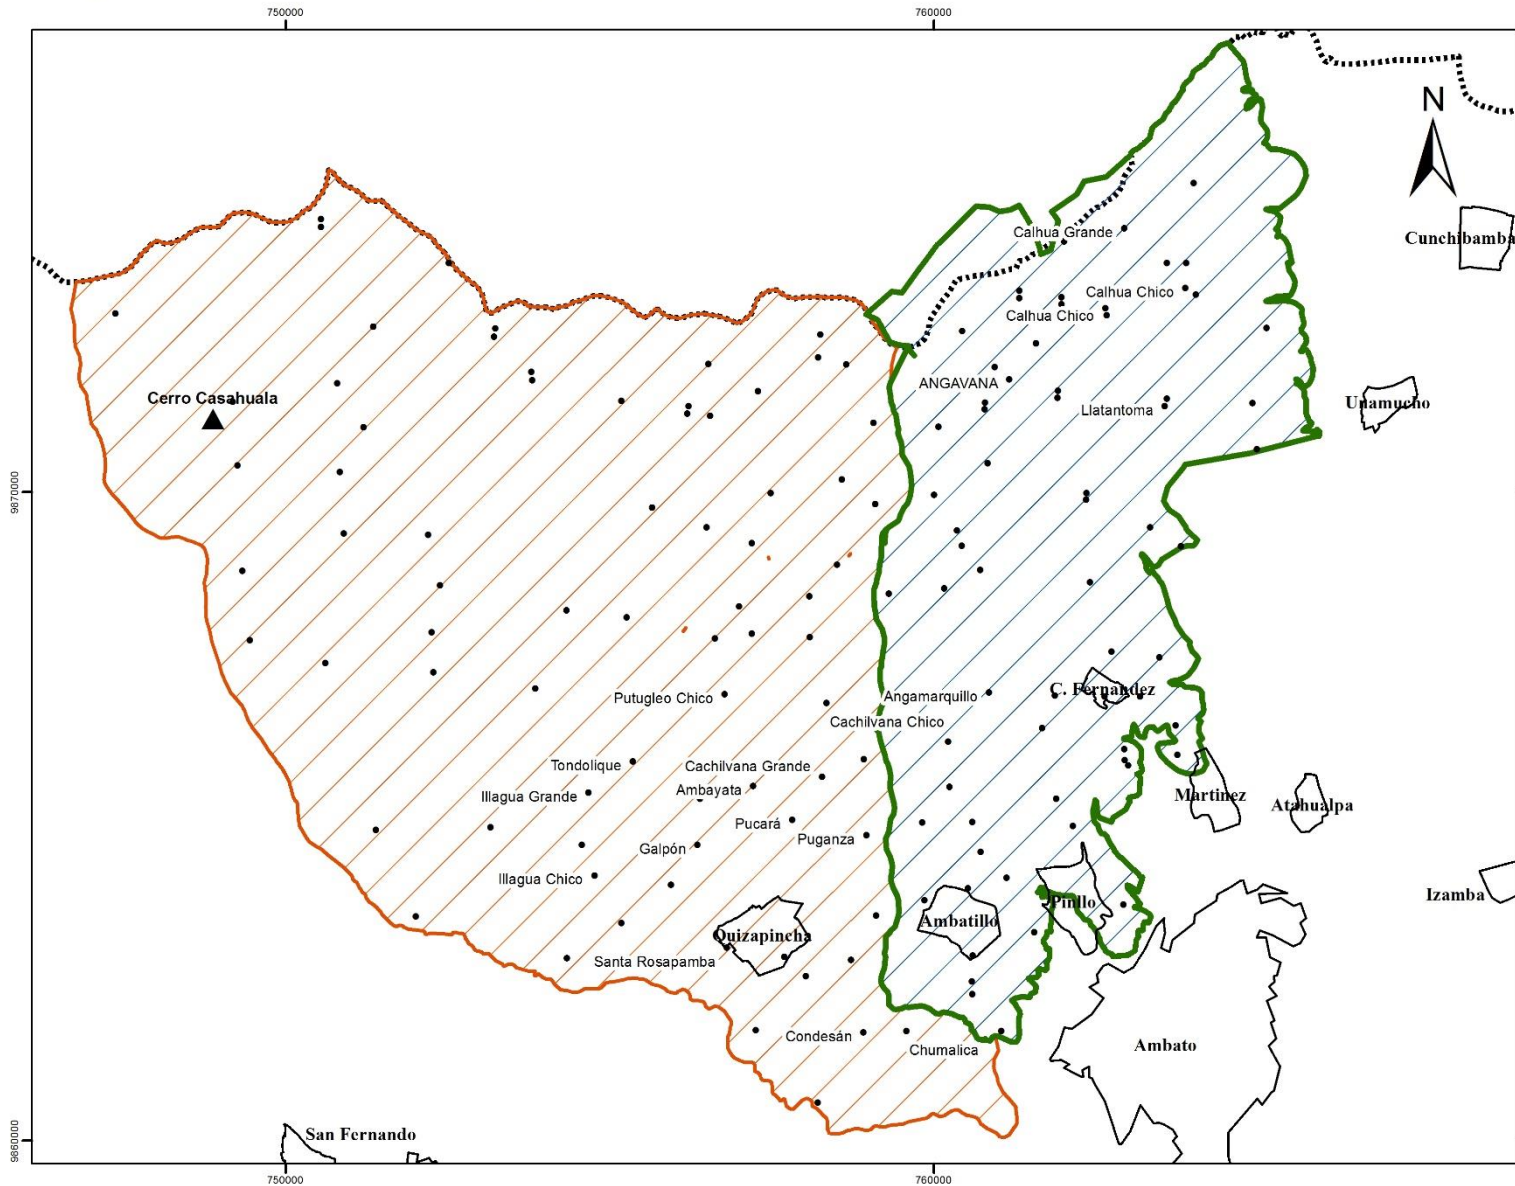 750000
760000
N
Calhua Grande
Cunchibamba
Calhua Chico
Calhua Chico
ANGAVANA
Cerro Casahuala
Llatantoma
Unamucho
9870000
C. Fernandez
Angamarquillo
Putugleo Chico
Cachilvana Chico
Tondolique
Cachilvana Grande
Ambayata
Illagua Grande
Martinez
Atahualpa
Pucará
Puganza
Galpón
Illagua Chico
Izamba
Pinllo
Ambatillo
Quizapincha
Santa Rosapamba
Condesán
Chumalica
Ambato
San Fernando
9860000
750000
760000